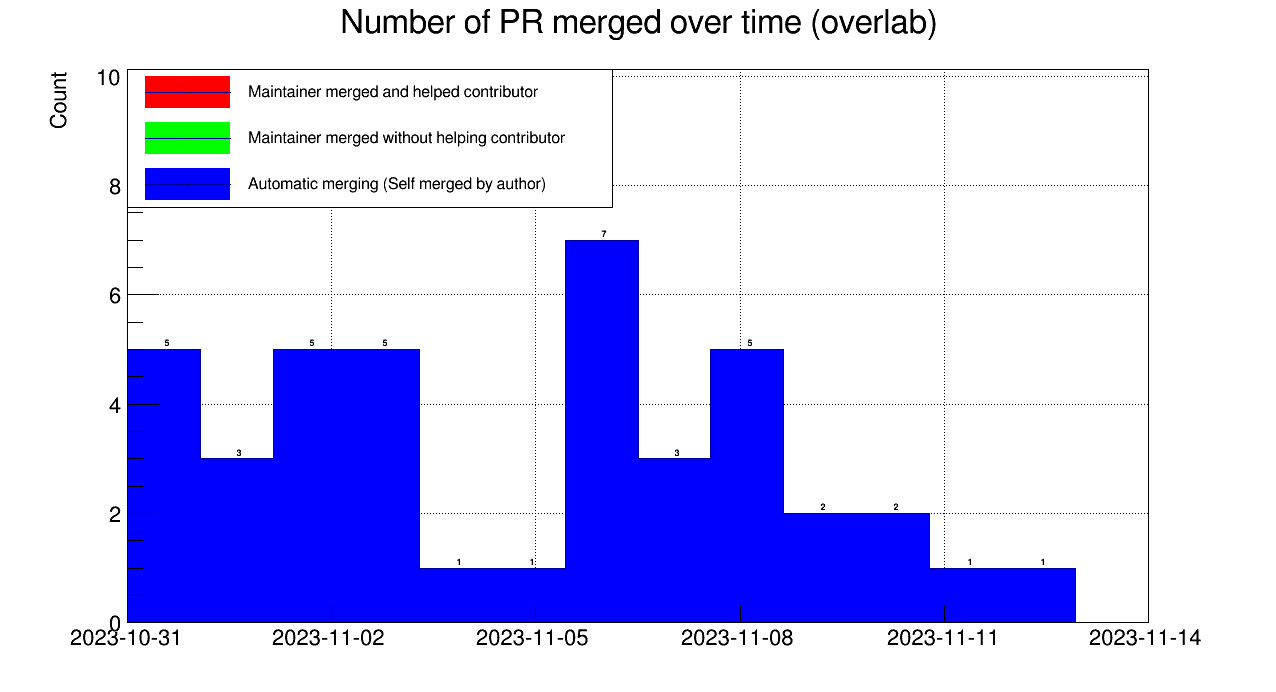 Number of PR merged over time (overlab)
Count
10
8
6
4
2
0
Maintainer merged and helped contributor
Maintainer merged without helping contributor
Automatic merging (Self merged by author)
5 3 5 5 1 1 7 3 5 2 2 1 1
2023-10-31 2023-11-02 2023-11-05 2023-11-08 2023-11-11 2023-11-14